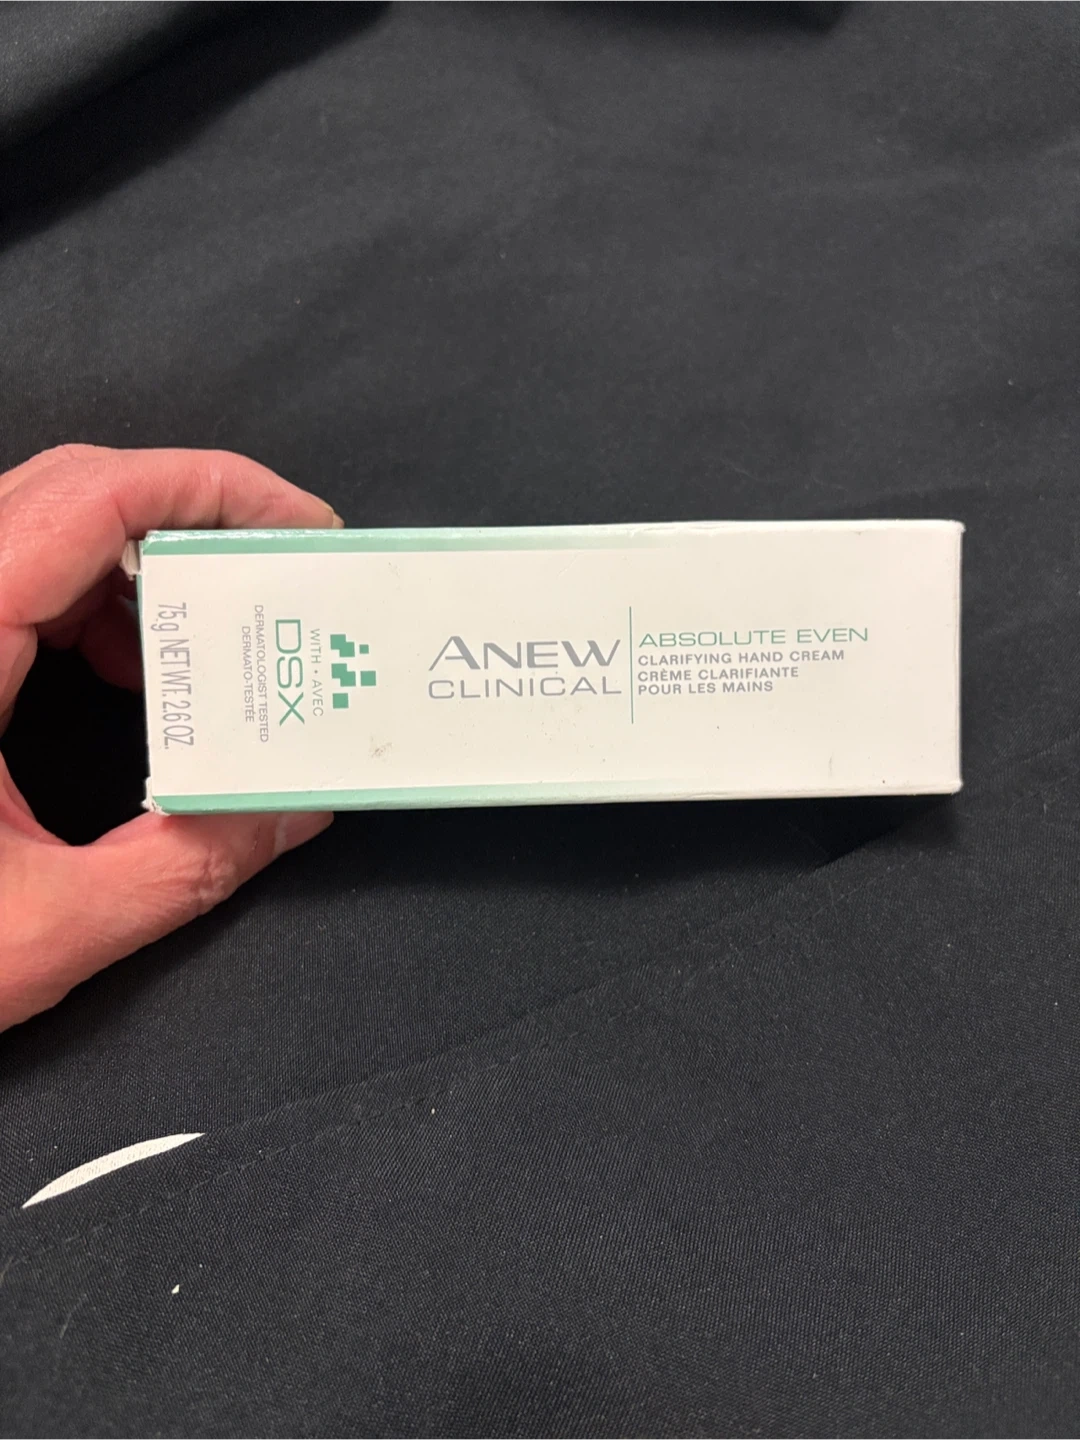 ANEW
CLINICAL
ABSOLUTE EVEN
CLARIFYING HAND CREAM
CRÈME CLARIFIANTE
POUR LES MAINS
WITH • AVEC
DSX
DERMATOLOGIST TESTED
DERMATO-TESTÉE
75 g NET WT. 2.6 OZ.